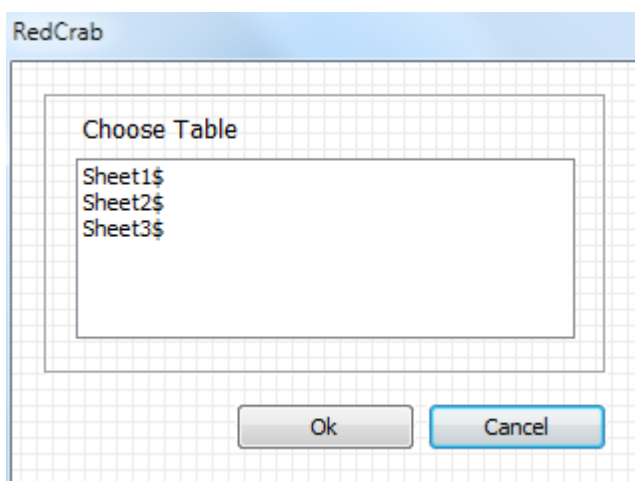 RedCrab
Choose Table
Sheet1$
Sheet2$
Sheet3$
Ok
Cancel